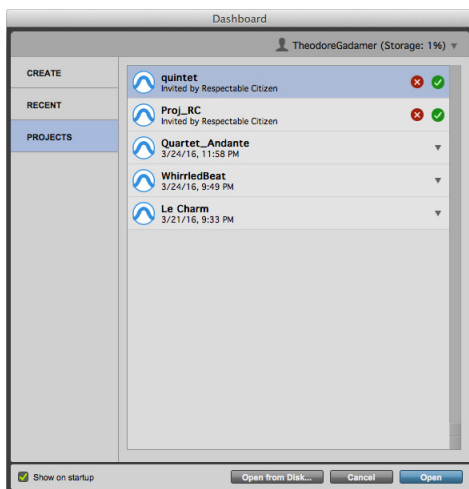 Dashboard
TheodoreGadamer (Storage: 1%)
CREATE
RECENT
PROJECTS
quintet
Invited by Respectable Citizen
Proj_RC
Invited by Respectable Citizen
Quartet_Andante
3/24/16, 11:58 PM
WhirrledBeat
3/24/16, 9:49 PM
Le Charm
3/21/16, 9:33 PM
Show on startup
Open from Disk...
Cancel
Open